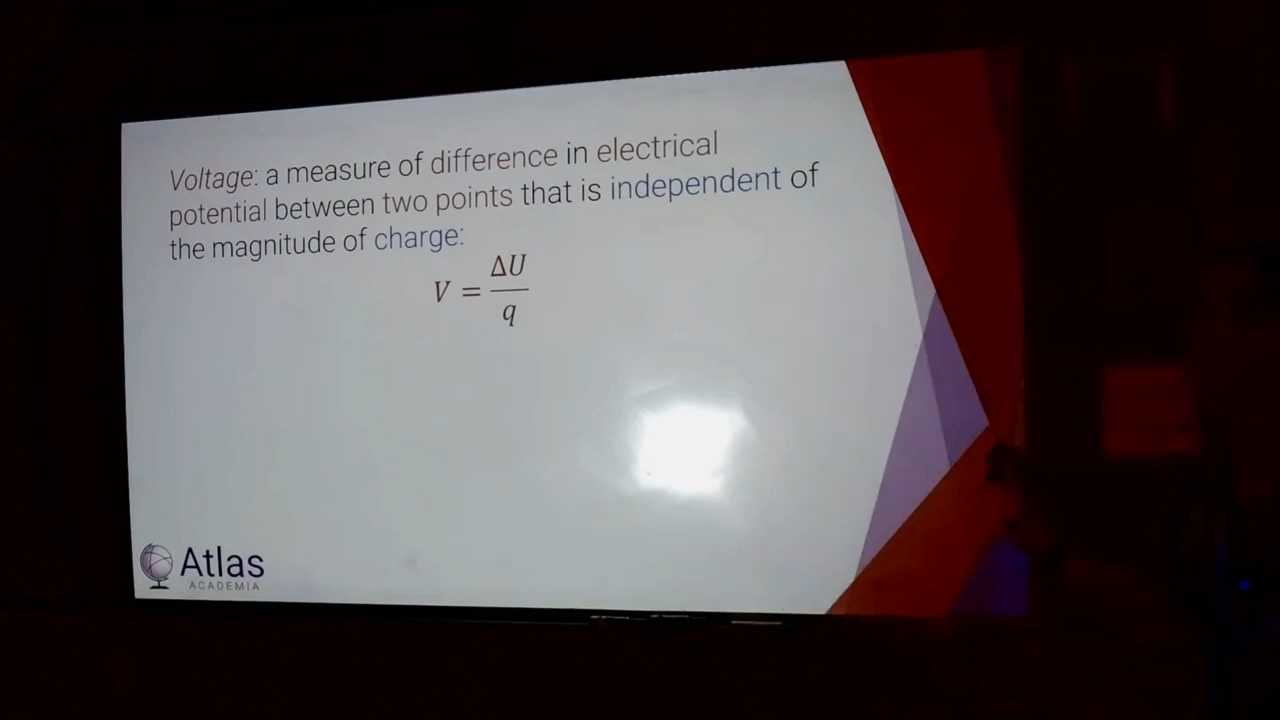 Voltage: a measure of difference in electrical
potential between two points that is independent of
the magnitude of charge:
V = ΔU/q
Atlas
ACADEMIA